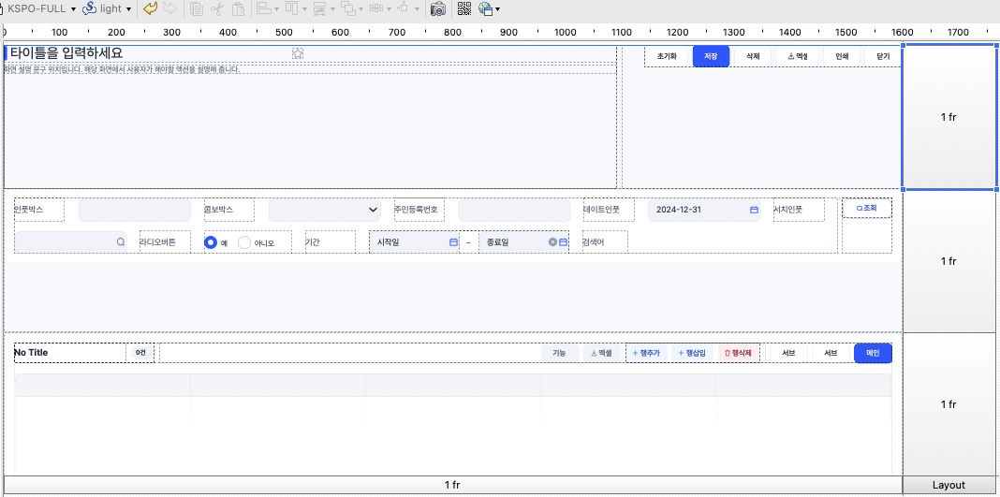 KSPO-FULL light
0 100 200 300 400 500 600 700 800 900 1000 1100 1200 1300 1400 1500 1600 1700
타이틀을 입력하세요
화면 설명 문구 위치입니다. 해당 화면에서 사용자가 해야할 액션을 설명해 줍니다.
초기화 저장 삭제 엑셀 인쇄 닫기
1 fr
인풋박스 콤보박스 주민등록번호 데이트인풋 2024-12-31 서치인풋 조회
라디오버튼 예 아니오 기간 시작일 – 종료일 검색어
1 fr
No Title 0건 기능 엑셀 + 행추가 + 행삽입 행삭제 서브 서브 메인
1 fr
1 fr Layout